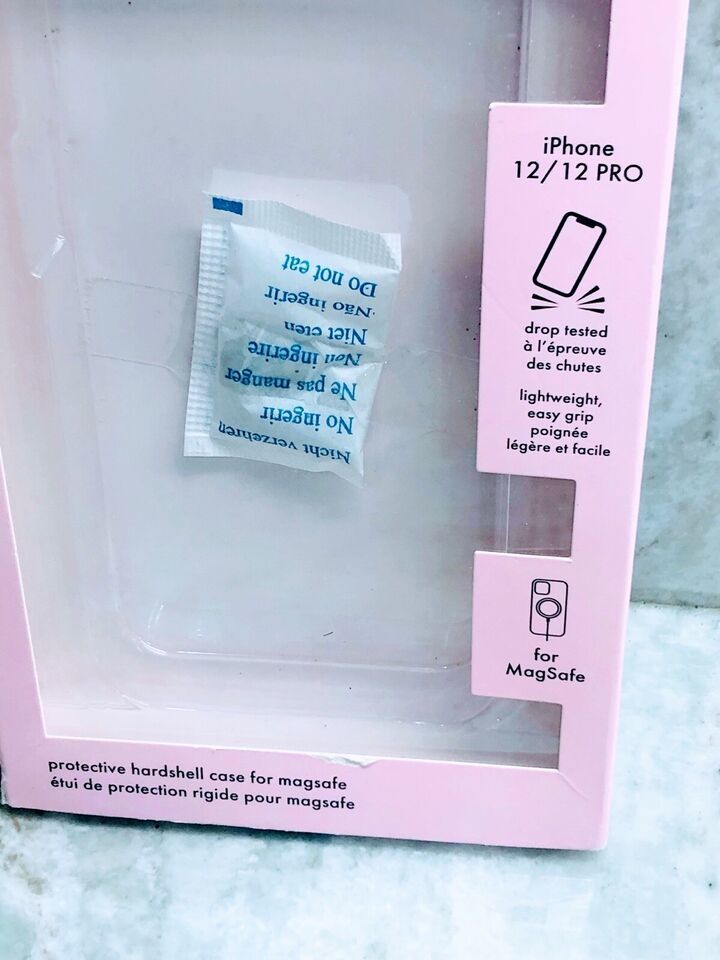 iPhone
12/12 PRO
drop tested
à l'épreuve
des chutes
lightweight,
easy grip
poignée
légère et facile
for
MagSafe
protective hardshell case for magsafe
étui de protection rigide pour magsafe
Nicht verzehren
No ingerir
Ne pas manger
Non ingerire
Niet eten
Não ingerir
Do not eat